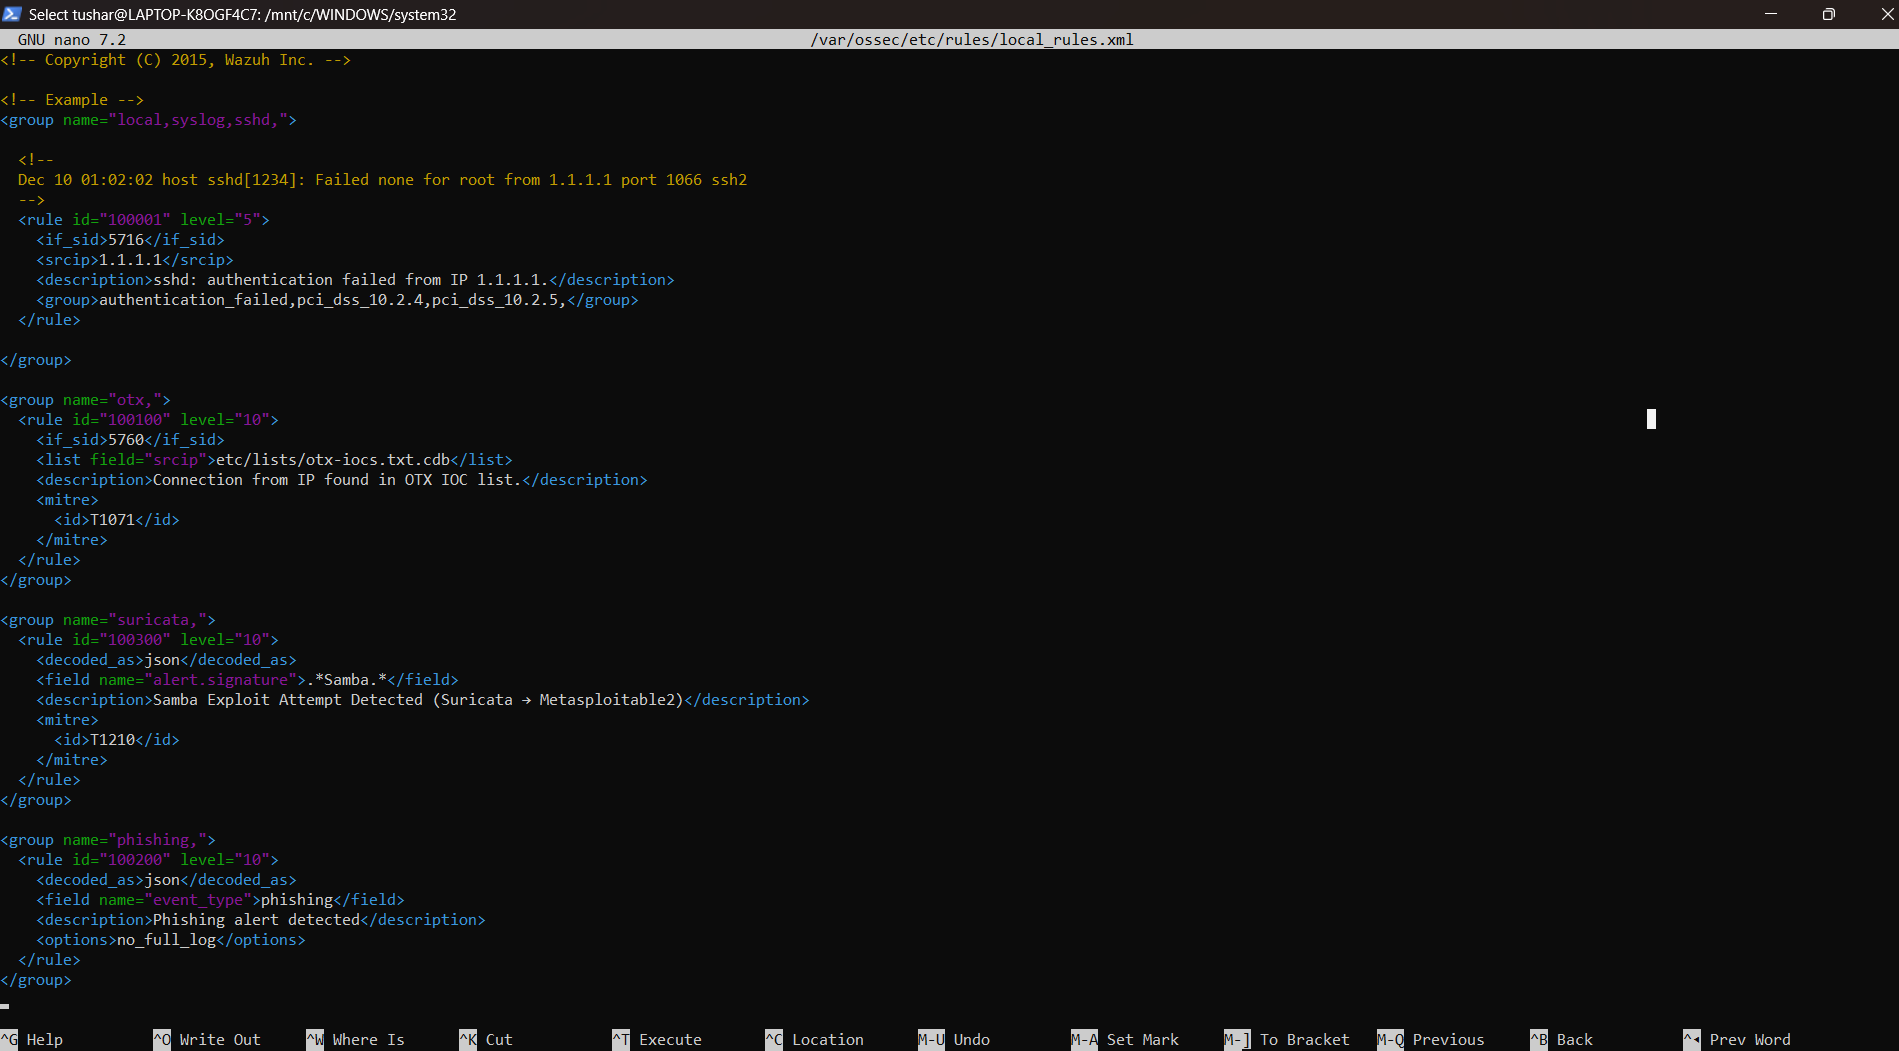 Select tushar@LAPTOP-K8OGF4C7: /mnt/c/WINDOWS/system32
GNU nano 7.2 /var/ossec/etc/rules/local_rules.xml
<!-- Copyright (C) 2015, Wazuh Inc. -->

<!-- Example -->
<group name="local,syslog,sshd,">

  <!--
  Dec 10 01:02:02 host sshd[1234]: Failed none for root from 1.1.1.1 port 1066 ssh2
  -->
  <rule id="100001" level="5">
    <if_sid>5716</if_sid>
    <srcip>1.1.1.1</srcip>
    <description>sshd: authentication failed from IP 1.1.1.1.</description>
    <group>authentication_failed,pci_dss_10.2.4,pci_dss_10.2.5,</group>
  </rule>

</group>

<group name="otx,">
  <rule id="100100" level="10">
    <if_sid>5760</if_sid>
    <list field="srcip">etc/lists/otx-iocs.txt.cdb</list>
    <description>Connection from IP found in OTX IOC list.</description>
    <mitre>
      <id>T1071</id>
    </mitre>
  </rule>
</group>

<group name="suricata,">
  <rule id="100300" level="10">
    <decoded_as>json</decoded_as>
    <field name="alert.signature">.*Samba.*</field>
    <description>Samba Exploit Attempt Detected (Suricata → Metasploitable2)</description>
    <mitre>
      <id>T1210</id>
    </mitre>
  </rule>
</group>

<group name="phishing,">
  <rule id="100200" level="10">
    <decoded_as>json</decoded_as>
    <field name="event_type">phishing</field>
    <description>Phishing alert detected</description>
    <options>no_full_log</options>
  </rule>
</group>

^G Help ^O Write Out ^W Where Is ^K Cut ^T Execute ^C Location M-U Undo M-A Set Mark M-] To Bracket M-Q Previous ^B Back ^◂ Prev Word